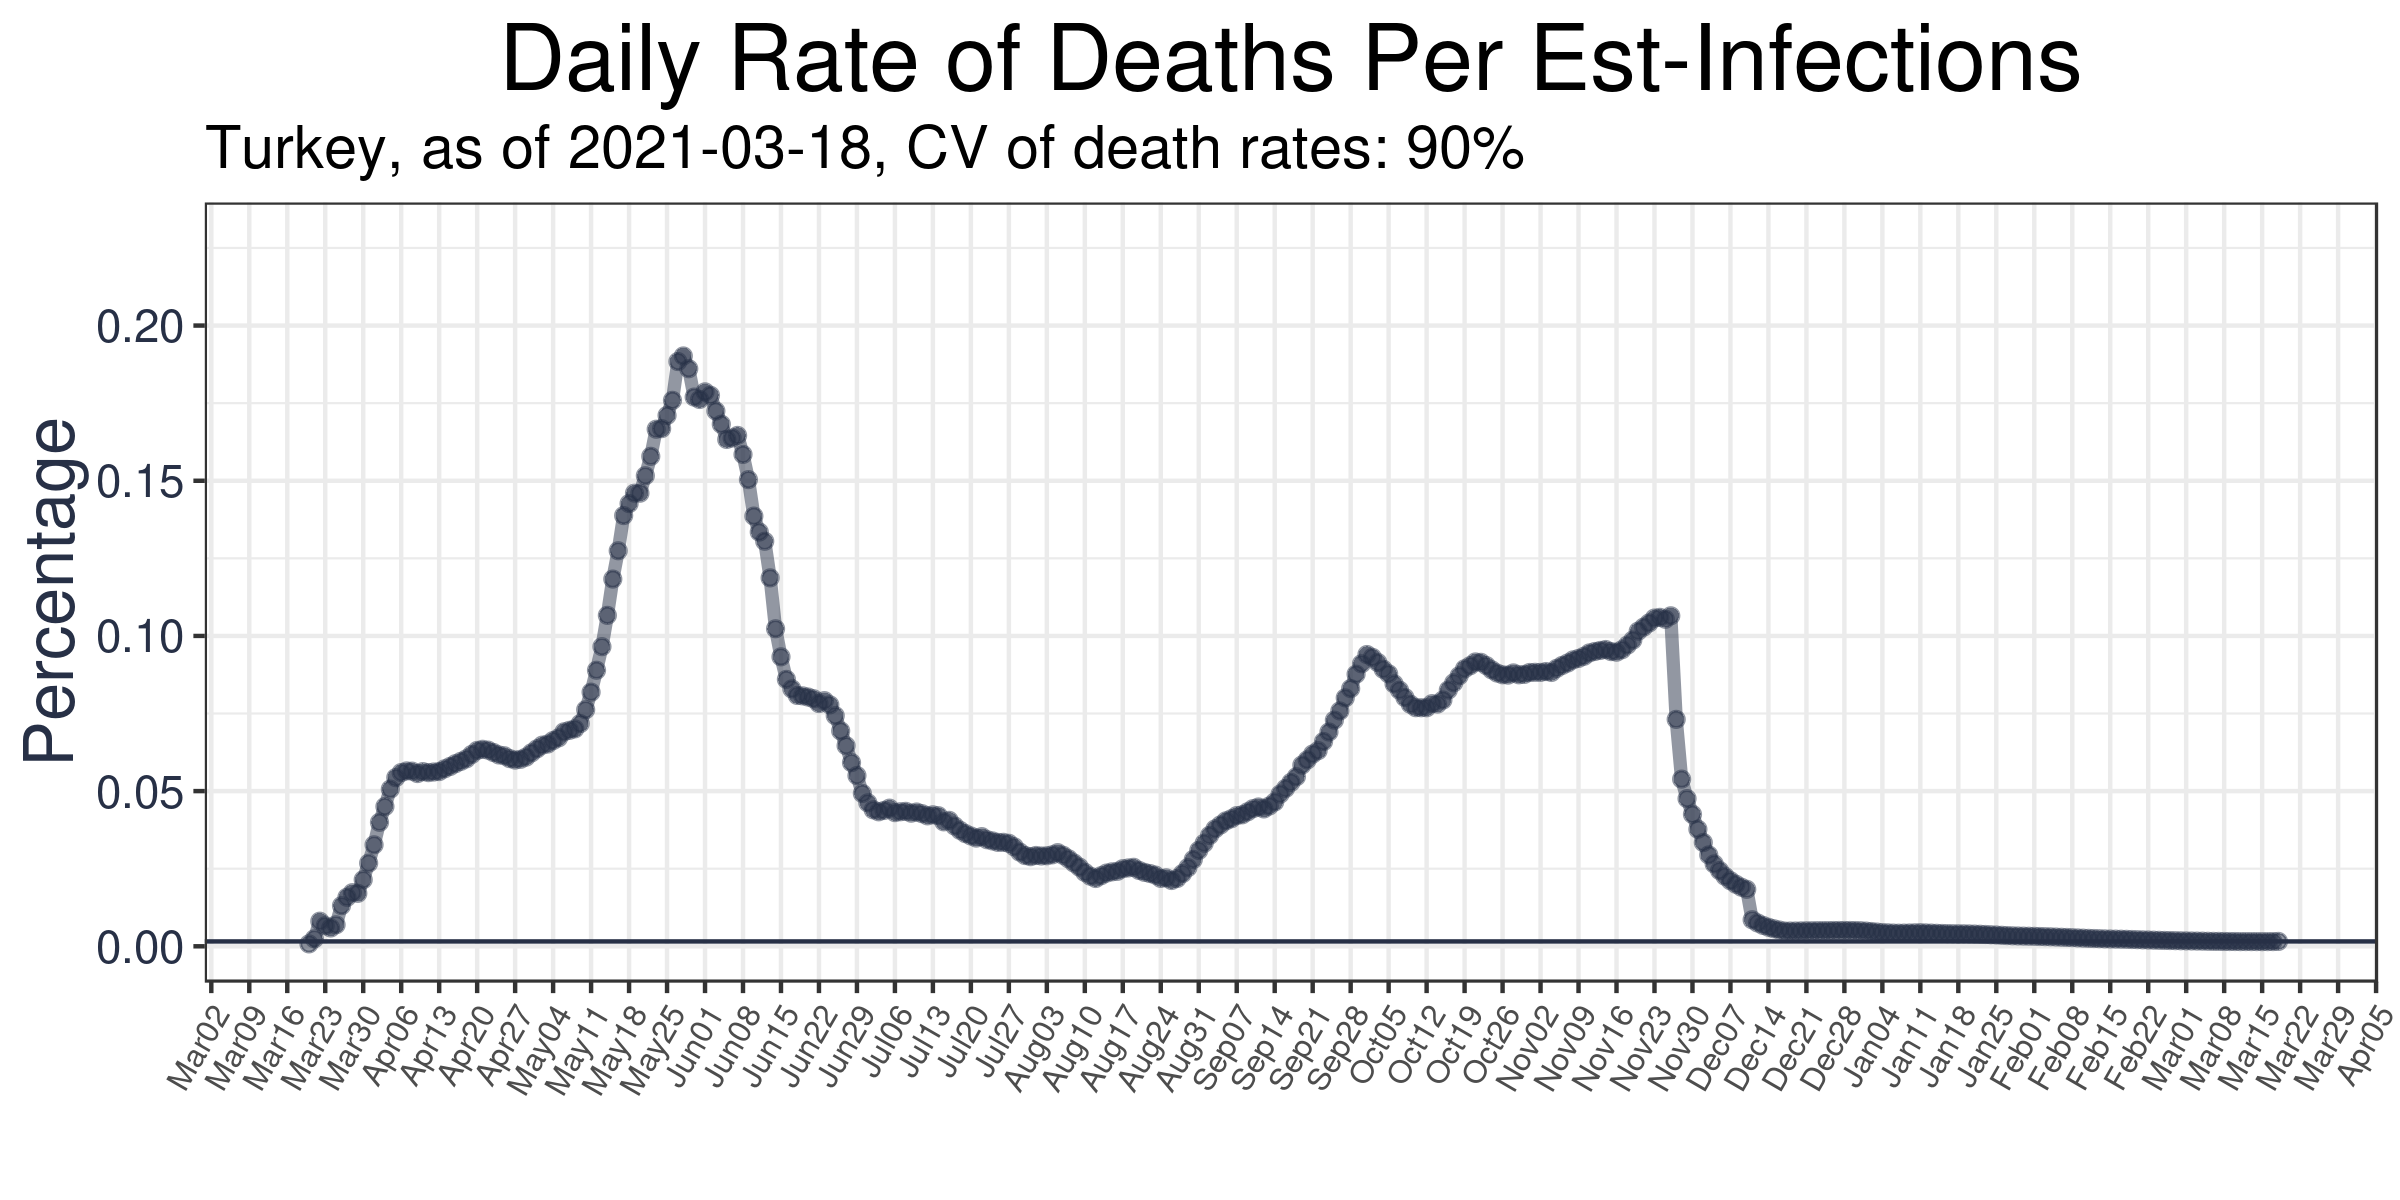 Daily Rate of Deaths Per Est-Infections
Turkey, as of 2021-03-18, CV of death rates: 90%
Percentage
0.20
0.15
0.10
0.05
0.00
Mar02
Mar09
Mar16
Mar23
Mar30
Apr06
Apr13
Apr20
Apr27
May04
May11
May18
May25
Jun01
Jun08
Jun15
Jun22
Jun29
Jul06
Jul13
Jul20
Jul27
Aug03
Aug10
Aug17
Aug24
Aug31
Sep07
Sep14
Sep21
Sep28
Oct05
Oct12
Oct19
Oct26
Nov02
Nov09
Nov16
Nov23
Nov30
Dec07
Dec14
Dec21
Dec28
Jan04
Jan11
Jan18
Jan25
Feb01
Feb08
Feb15
Feb22
Mar01
Mar08
Mar15
Mar22
Mar29
Apr05